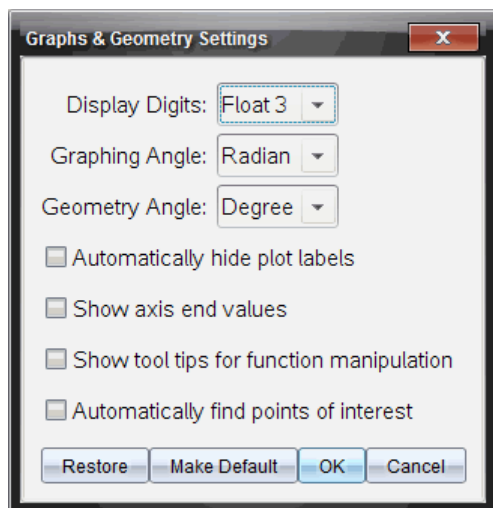 Graphs & Geometry Settings
Display Digits: Float 3
Graphing Angle: Radian
Geometry Angle: Degree
Automatically hide plot labels
Show axis end values
Show tool tips for function manipulation
Automatically find points of interest
Restore Make Default OK Cancel